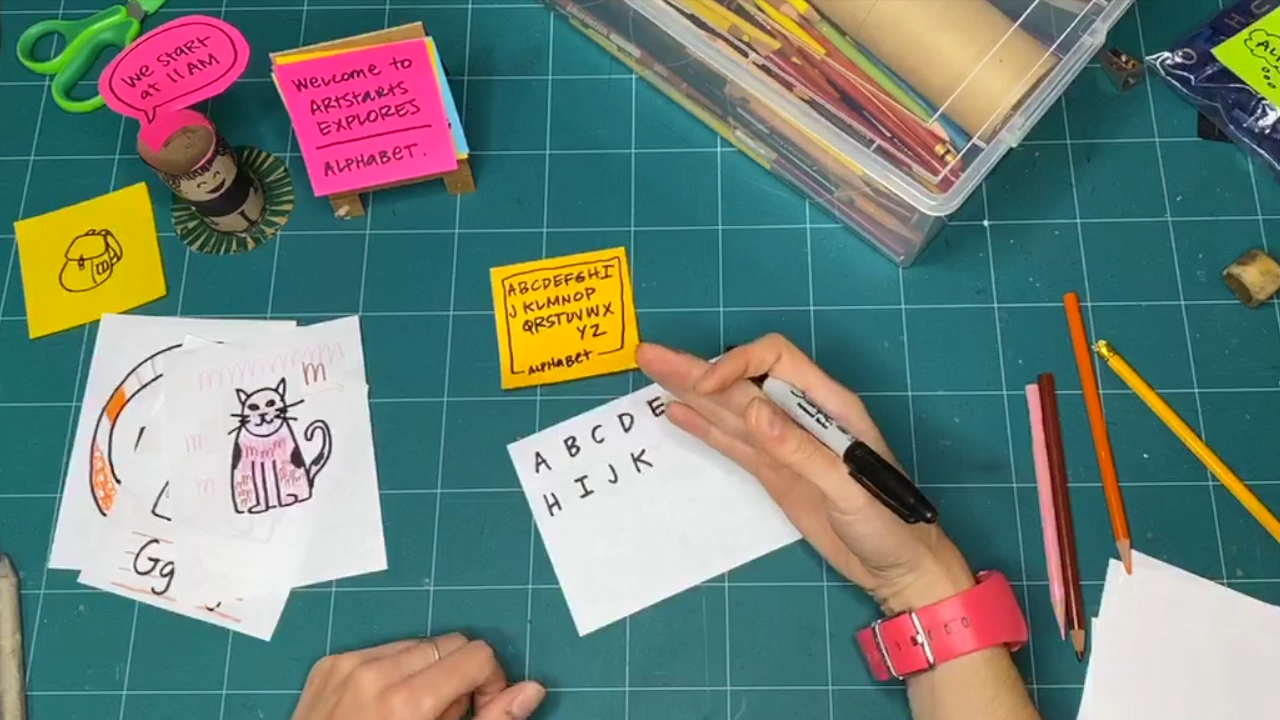 We START
at 11 AM
Welcome to
ARTSTARTS
EXPLORES
ALPHABET.
ABCDEFGHI
JKLMNOP
QRSTUVWX
YZ
ALPHABET
A B C D E
H I J K
m
Gg